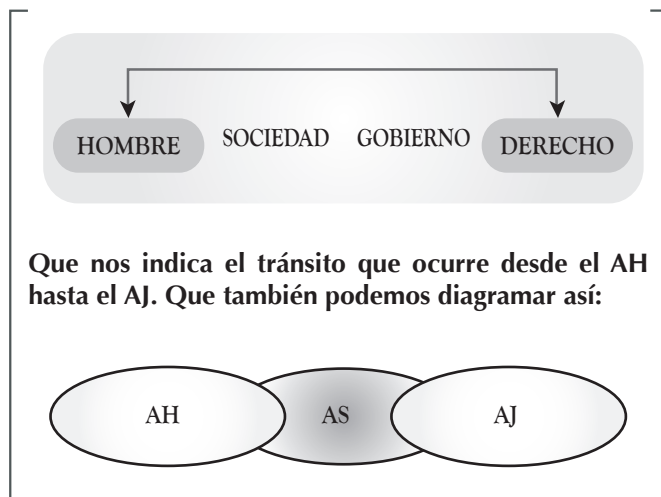 HOMBRE SOCIEDAD GOBIERNO DERECHO
Que nos indica el tránsito que ocurre desde el AH
hasta el AJ. Que también podemos diagramar así:
AH AS AJ